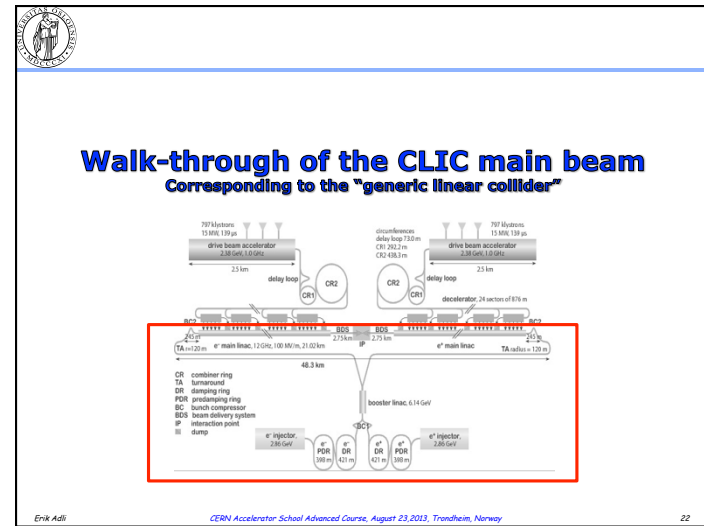 UNIVERSITAS OSLOENSIS
MDCCCXI
Walk-through of the CLIC main beam
Corresponding to the “generic linear collider”
797 klystrons
15 MW, 139 µs
drive beam accelerator
2.38 GeV, 1.0 GHz
2.5 km
delay loop
CR1
CR2
circumferences
delay loop 73.0 m
CR1 292.2 m
CR2 438.3 m
797 klystrons
15 MW, 139 µs
drive beam accelerator
2.38 GeV, 1.0 GHz
2.5 km
delay loop
CR2
CR1
decelerator, 24 sectors of 876 m
BC2
245 m
TA r=120 m
e⁻ main linac, 12 GHz, 100 MV/m, 21.02 km
BDS
2.75 km
IP
BDS
2.75 km
e⁺ main linac
BC2
245 m
TA radius = 120 m
48.3 km
CR combiner ring
TA turnaround
DR damping ring
PDR predamping ring
BC bunch compressor
BDS beam delivery system
IP interaction point
dump
booster linac, 6.14 GeV
BC1
e⁻ injector,
2.86 GeV
e⁻
PDR
398 m
e⁻
DR
421 m
e⁺
DR
421 m
e⁺
PDR
398 m
e⁺ injector,
2.86 GeV
Erik Adli
CERN Accelerator School Advanced Course, August 23,2013, Trondheim, Norway
22